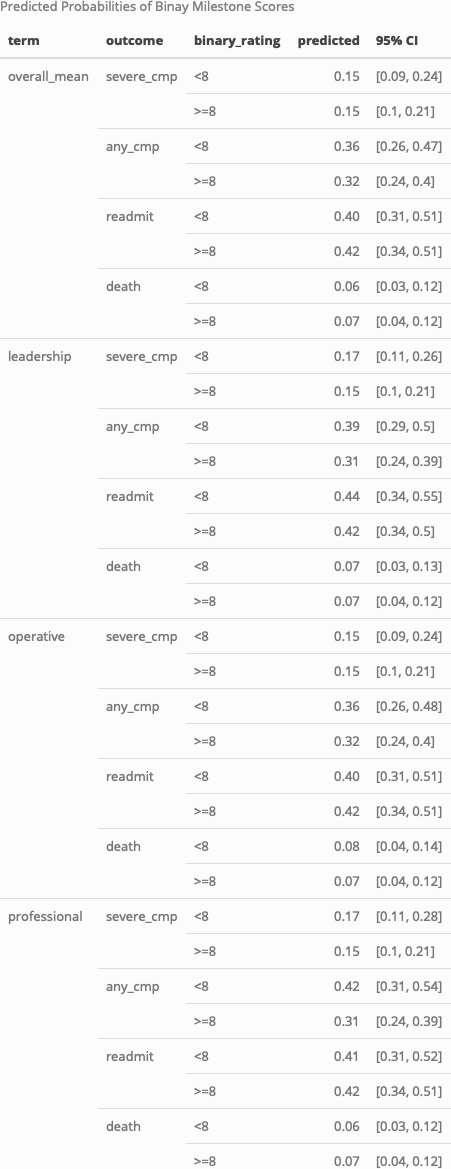 Predicted Probabilities of Binay Milestone Scores
term outcome binary_rating predicted 95% CI
overall_mean severe_cmp <8 0.15 [0.09, 0.24]
>=8 0.15 [0.1, 0.21]
any_cmp <8 0.36 [0.26, 0.47]
>=8 0.32 [0.24, 0.4]
readmit <8 0.40 [0.31, 0.51]
>=8 0.42 [0.34, 0.51]
death <8 0.06 [0.03, 0.12]
>=8 0.07 [0.04, 0.12]
leadership severe_cmp <8 0.17 [0.11, 0.26]
>=8 0.15 [0.1, 0.21]
any_cmp <8 0.39 [0.29, 0.5]
>=8 0.31 [0.24, 0.39]
readmit <8 0.44 [0.34, 0.55]
>=8 0.42 [0.34, 0.5]
death <8 0.07 [0.03, 0.13]
>=8 0.07 [0.04, 0.12]
operative severe_cmp <8 0.15 [0.09, 0.24]
>=8 0.15 [0.1, 0.21]
any_cmp <8 0.36 [0.26, 0.48]
>=8 0.32 [0.24, 0.4]
readmit <8 0.40 [0.31, 0.51]
>=8 0.42 [0.34, 0.51]
death <8 0.08 [0.04, 0.14]
>=8 0.07 [0.04, 0.12]
professional severe_cmp <8 0.17 [0.11, 0.28]
>=8 0.15 [0.1, 0.21]
any_cmp <8 0.42 [0.31, 0.54]
>=8 0.31 [0.24, 0.39]
readmit <8 0.41 [0.31, 0.52]
>=8 0.42 [0.34, 0.51]
death <8 0.06 [0.03, 0.12]
>=8 0.07 [0.04, 0.12]